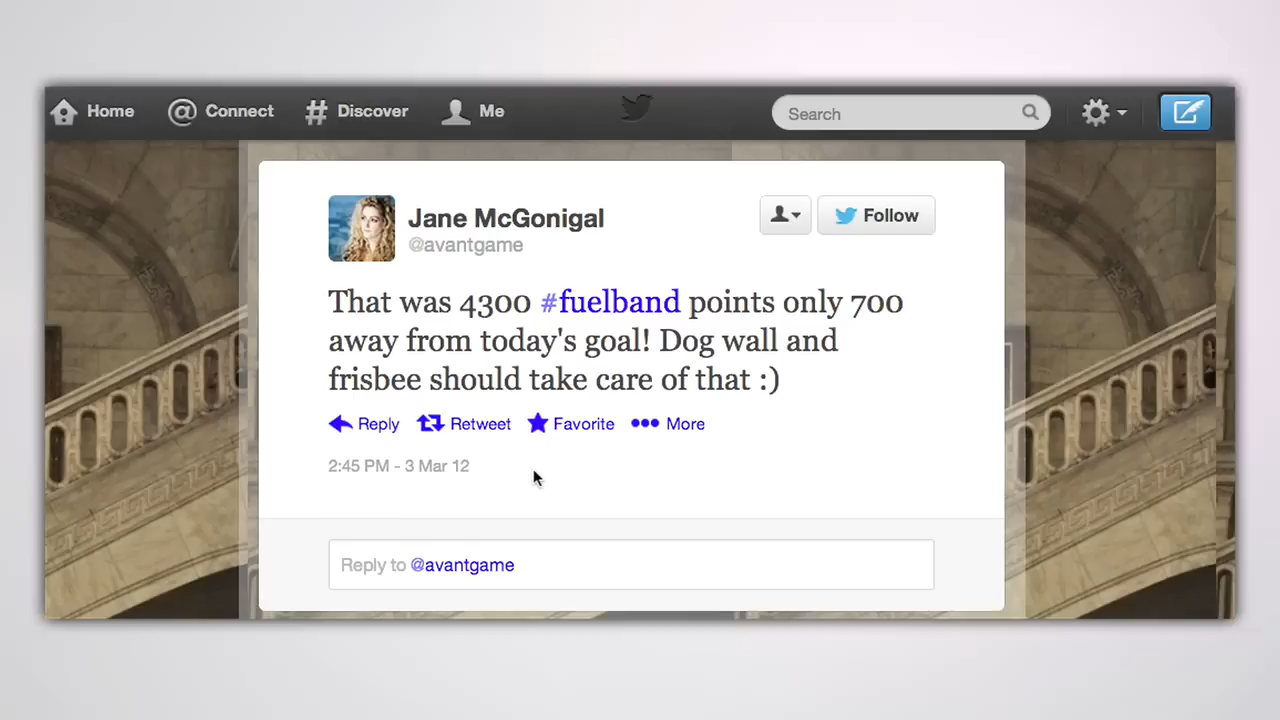 Home
Connect
Discover
Me
Search
Jane McGonigal
@avantgame
Follow
That was 4300 #fuelband points only 700
away from today's goal! Dog wall and
frisbee should take care of that :)
Reply
Retweet
Favorite
More
2:45 PM - 3 Mar 12
Reply to @avantgame